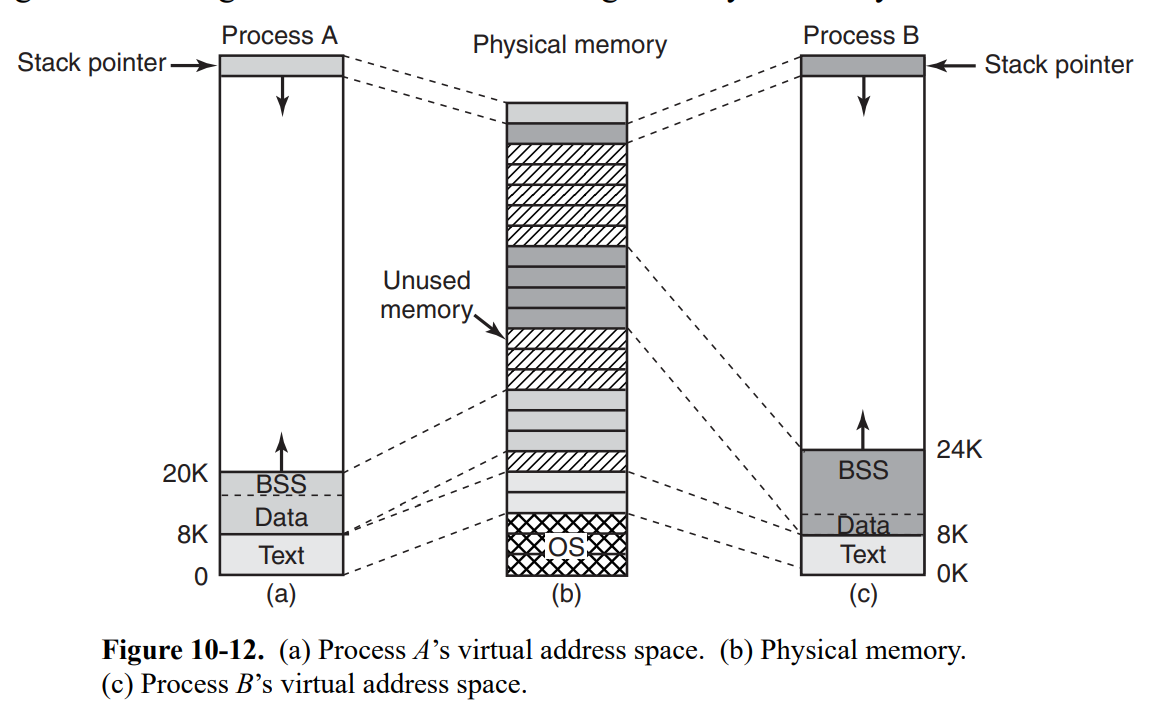 Process A
Physical memory
Process B
Stack pointer
Stack pointer
Unused
memory
20K
BSS
Data
8K
Text
0
OS
24K
BSS
Data
8K
Text
0K
(a)
(b)
(c)
Figure 10-12. (a) Process A’s virtual address space. (b) Physical memory.
(c) Process B’s virtual address space.